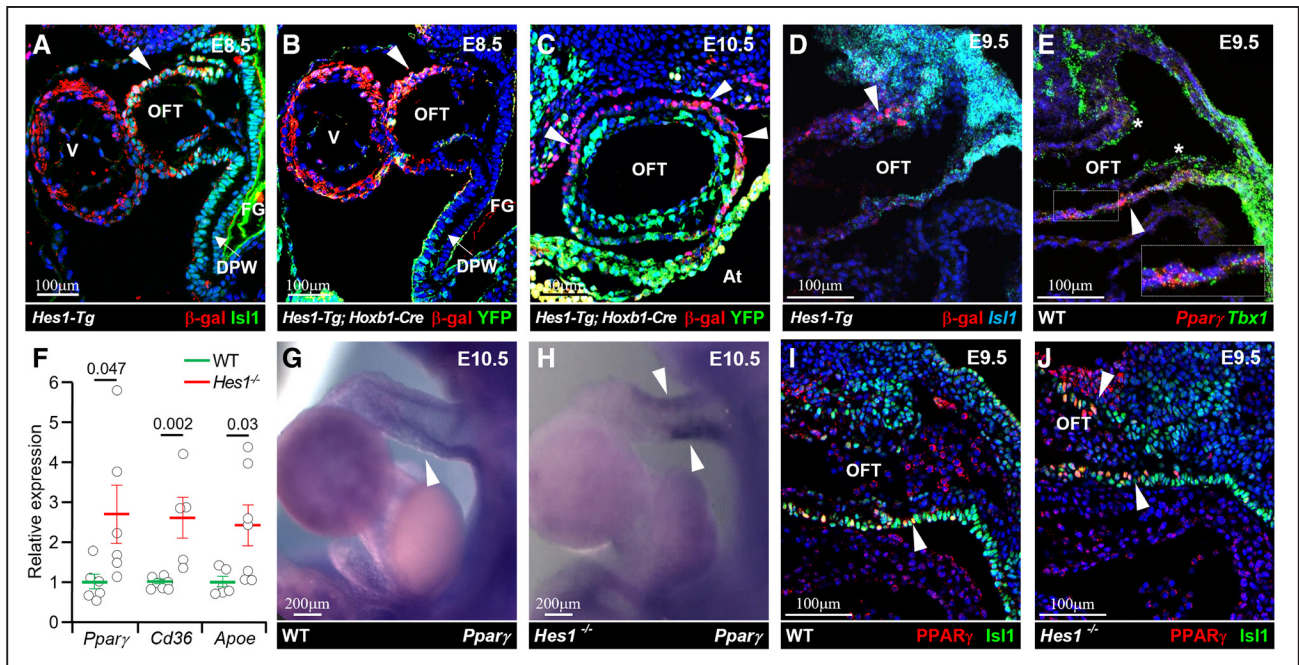 A
E8.5
OFT
V
FG
DPW
100μm
Hes1-Tg β-gal Isl1
B
E8.5
OFT
V
FG
DPW
100μm
Hes1-Tg; Hoxb1-Cre β-gal YFP
C
E10.5
OFT
At
Hes1-Tg; Hoxb1-Cre β-gal YFP
D
E9.5
OFT
100μm
Hes1-Tg β-gal Isl1
E
E9.5
*
*
OFT
100μm
WT Pparγ Tbx1
F
WT
Hes1-/-
0.047
0.002
0.03
Relative expression
6
5
4
3
2
1
0
Pparγ Cd36 Apoe
G
E10.5
200μm
WT Pparγ
H
E10.5
200μm
Hes1 -/- Pparγ
I
E9.5
OFT
100μm
WT PPARγ Isl1
J
E9.5
OFT
100μm
Hes1 -/- PPARγ Isl1